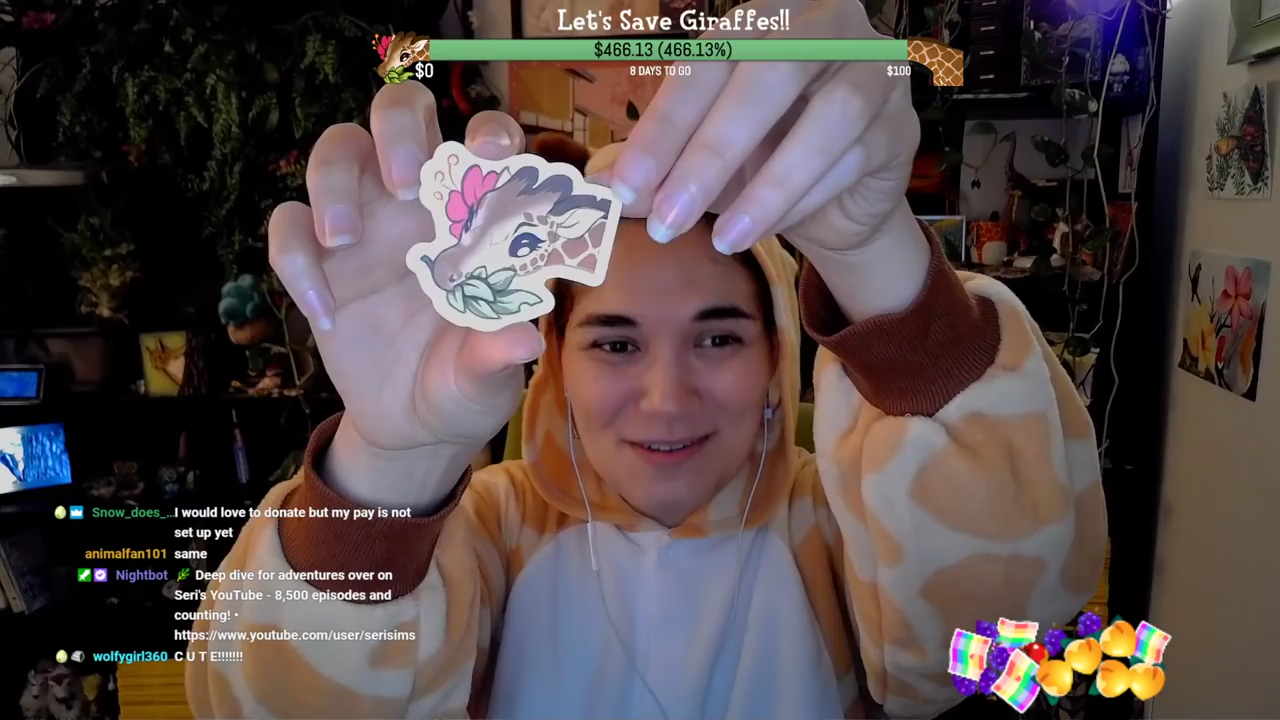 Let's Save Giraffes!!
$466.13 (466.13%)
$0
8 DAYS TO GO
$100
Snow_does_... I would love to donate but my pay is not
set up yet
animalfan101 same
Nightbot Deep dive for adventures over on
Seri's YouTube - 8,500 episodes and
counting! •
https://www.youtube.com/user/serisims
wolfygirl360 C U T E!!!!!!!